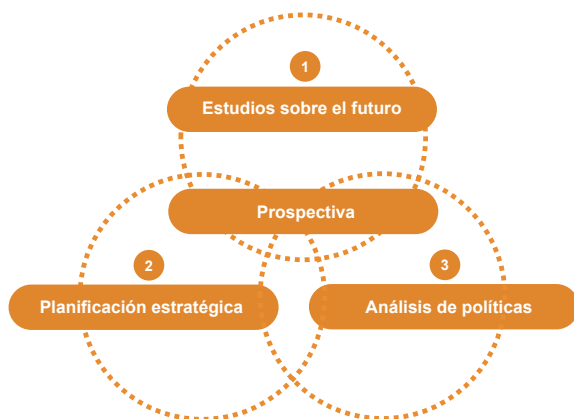 1
Estudios sobre el futuro
Prospectiva
2
3
Planificación estratégica
Análisis de políticas